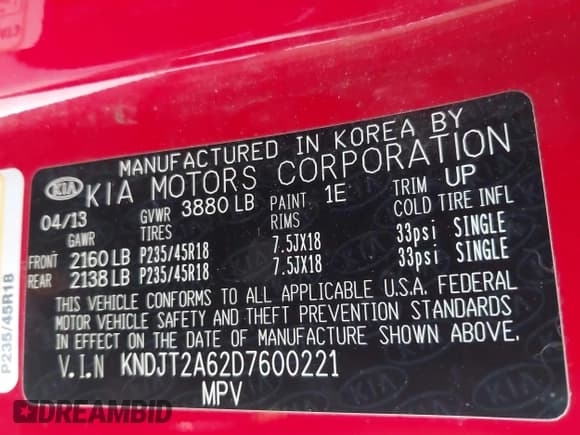 MANUFACTURED IN KOREA BY
KIA KIA MOTORS CORPORATION
04/13 GVWR 3880 LB PAINT 1E TRIM UP
GAWR TIRES RIMS COLD TIRE INFL
FRONT 2160 LB P235/45R18 7.5JX18 33psi SINGLE
REAR 2138 LB P235/45R18 7.5JX18 33psi SINGLE
THIS VEHICLE CONFORMS TO ALL APPLICABLE U.S.A. FEDERAL
MOTOR VEHICLE SAFETY AND THEFT PREVENTION STANDARDS
IN EFFECT ON THE DATE OF MANUFACTURE SHOWN ABOVE.
V.I.N KNDJT2A62D7600221
MPV
P235/45R18
DREAMBID